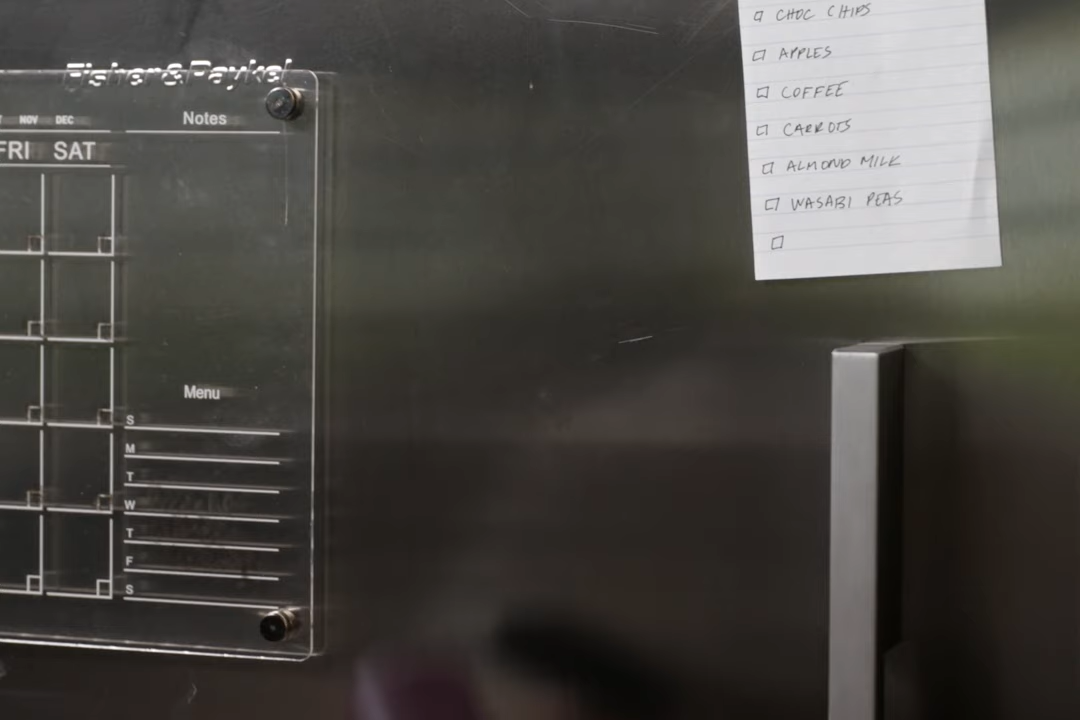 Fisher&Paykel
NOV DEC
FRI SAT
Notes
Menu
S
M
T
W
T
F
S
CHOC CHIPS
APPLES
COFFEE
CARROTS
ALMOND MILK
WASABI PEAS